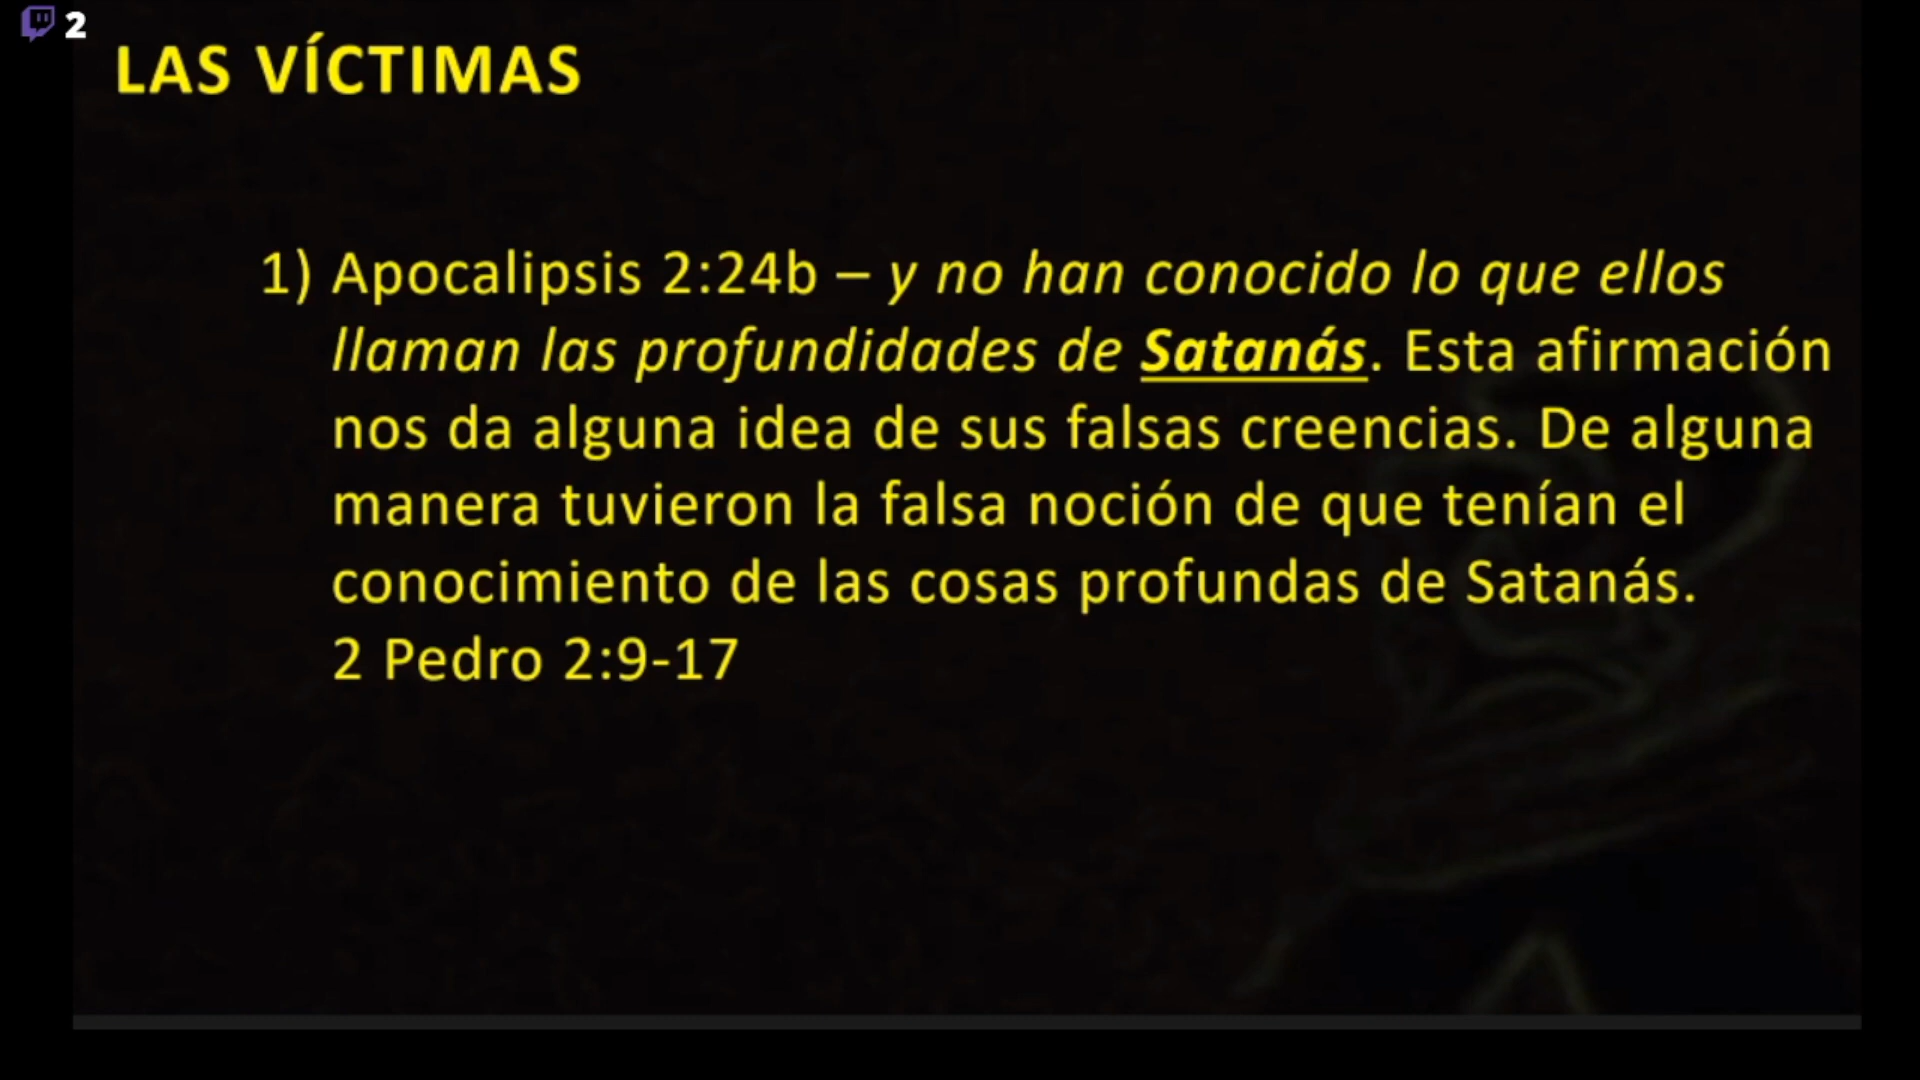 2
LAS VÍCTIMAS
1) Apocalipsis 2:24b – y no han conocido lo que ellos
llaman las profundidades de Satanás. Esta afirmación
nos da alguna idea de sus falsas creencias. De alguna
manera tuvieron la falsa noción de que tenían el
conocimiento de las cosas profundas de Satanás.
2 Pedro 2:9-17